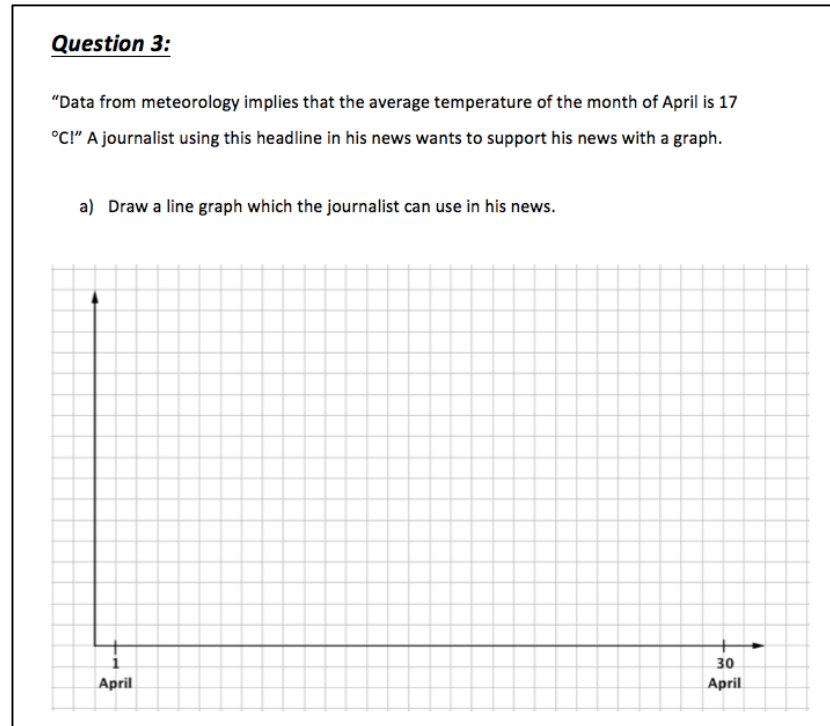 Question 3:
“Data from meteorology implies that the average temperature of the month of April is 17
°C!” A journalist using this headline in his news wants to support his news with a graph.
a) Draw a line graph which the journalist can use in his news.
1 30
April April